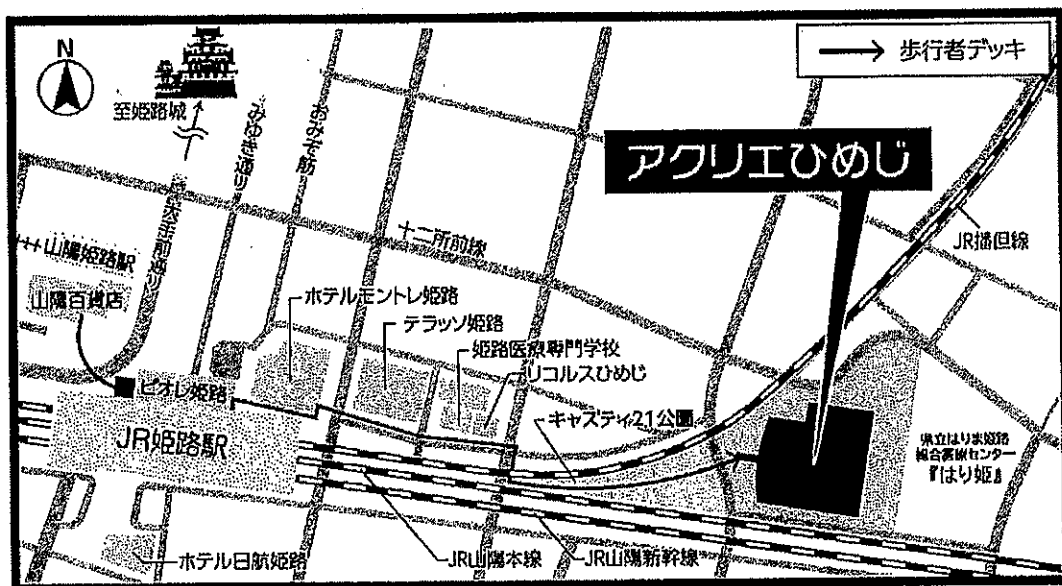 N
歩行者デッキ
至姫路城
みゆき通り
おみぞ筋
アクリエひめじ
大手前通り
十二所前線
JR播但線
山陽姫路駅
山陽百貨店
ホテルモントレ姫路
テラッソ姫路
姫路医療専門学校
リコルスひめじ
ピオレ姫路
キャスティ21公園
JR姫路駅
県立はりま姫路
総合医療センター
『はり姫』
ホテル日航姫路
JR山陽本線
JR山陽新幹線